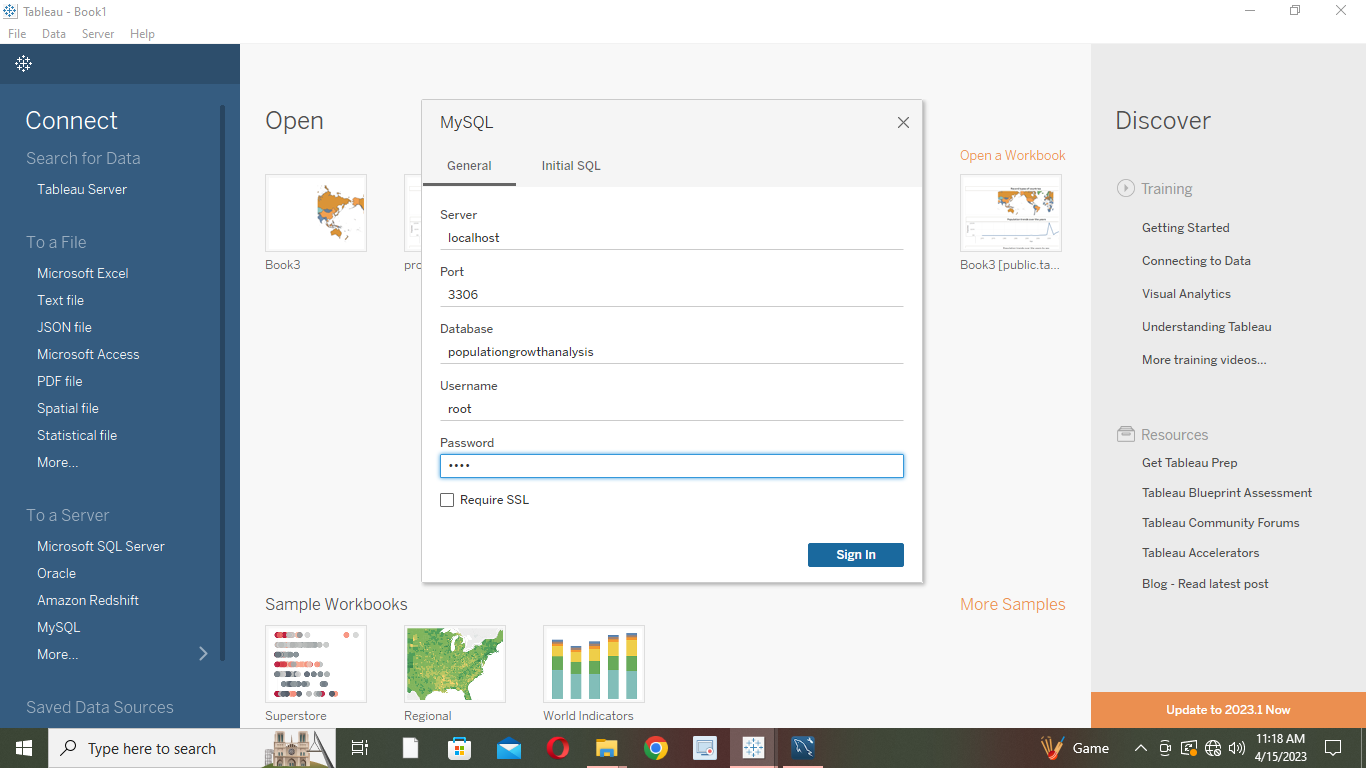 Tableau - Book1
File Data Server Help
Connect
Search for Data
Tableau Server
To a File
Microsoft Excel
Text file
JSON file
Microsoft Access
PDF file
Spatial file
Statistical file
More...
To a Server
Microsoft SQL Server
Oracle
Amazon Redshift
MySQL
More...
Saved Data Sources
Open
Open a Workbook
Book3
pro
Book3 [public.ta...
MySQL
General Initial SQL
Server
localhost
Port
3306
Database
populationgrowthanalysis
Username
root
Password
••••
Require SSL
Sign In
Sample Workbooks
More Samples
Superstore
Regional
World Indicators
Discover
Training
Getting Started
Connecting to Data
Visual Analytics
Understanding Tableau
More training videos...
Resources
Get Tableau Prep
Tableau Blueprint Assessment
Tableau Community Forums
Tableau Accelerators
Blog - Read latest post
Update to 2023.1 Now
Type here to search
Game
11:18 AM
4/15/2023